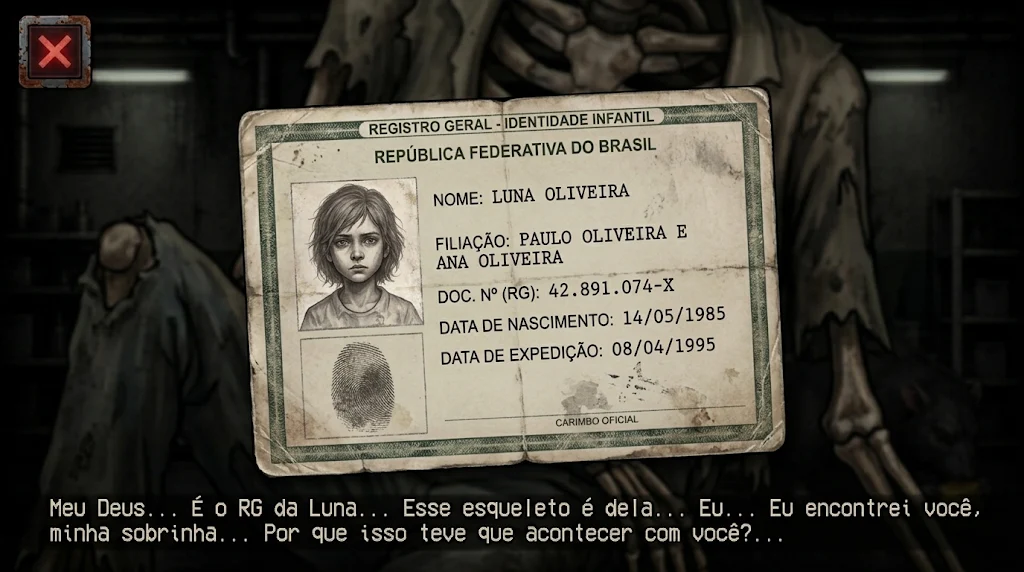 REGISTRO GERAL - IDENTIDADE INFANTIL
REPÚBLICA FEDERATIVA DO BRASIL
NOME: LUNA OLIVEIRA
FILIAÇÃO: PAULO OLIVEIRA E
ANA OLIVEIRA
DOC. Nº (RG): 42.891.074-X
DATA DE NASCIMENTO: 14/05/1985
DATA DE EXPEDIÇÃO: 08/04/1995
CARIMBO OFICIAL
Meu Deus... É o RG da Luna... Esse esqueleto é dela... Eu... Eu encontrei você,
minha sobrinha... Por que isso teve que acontecer com você?...